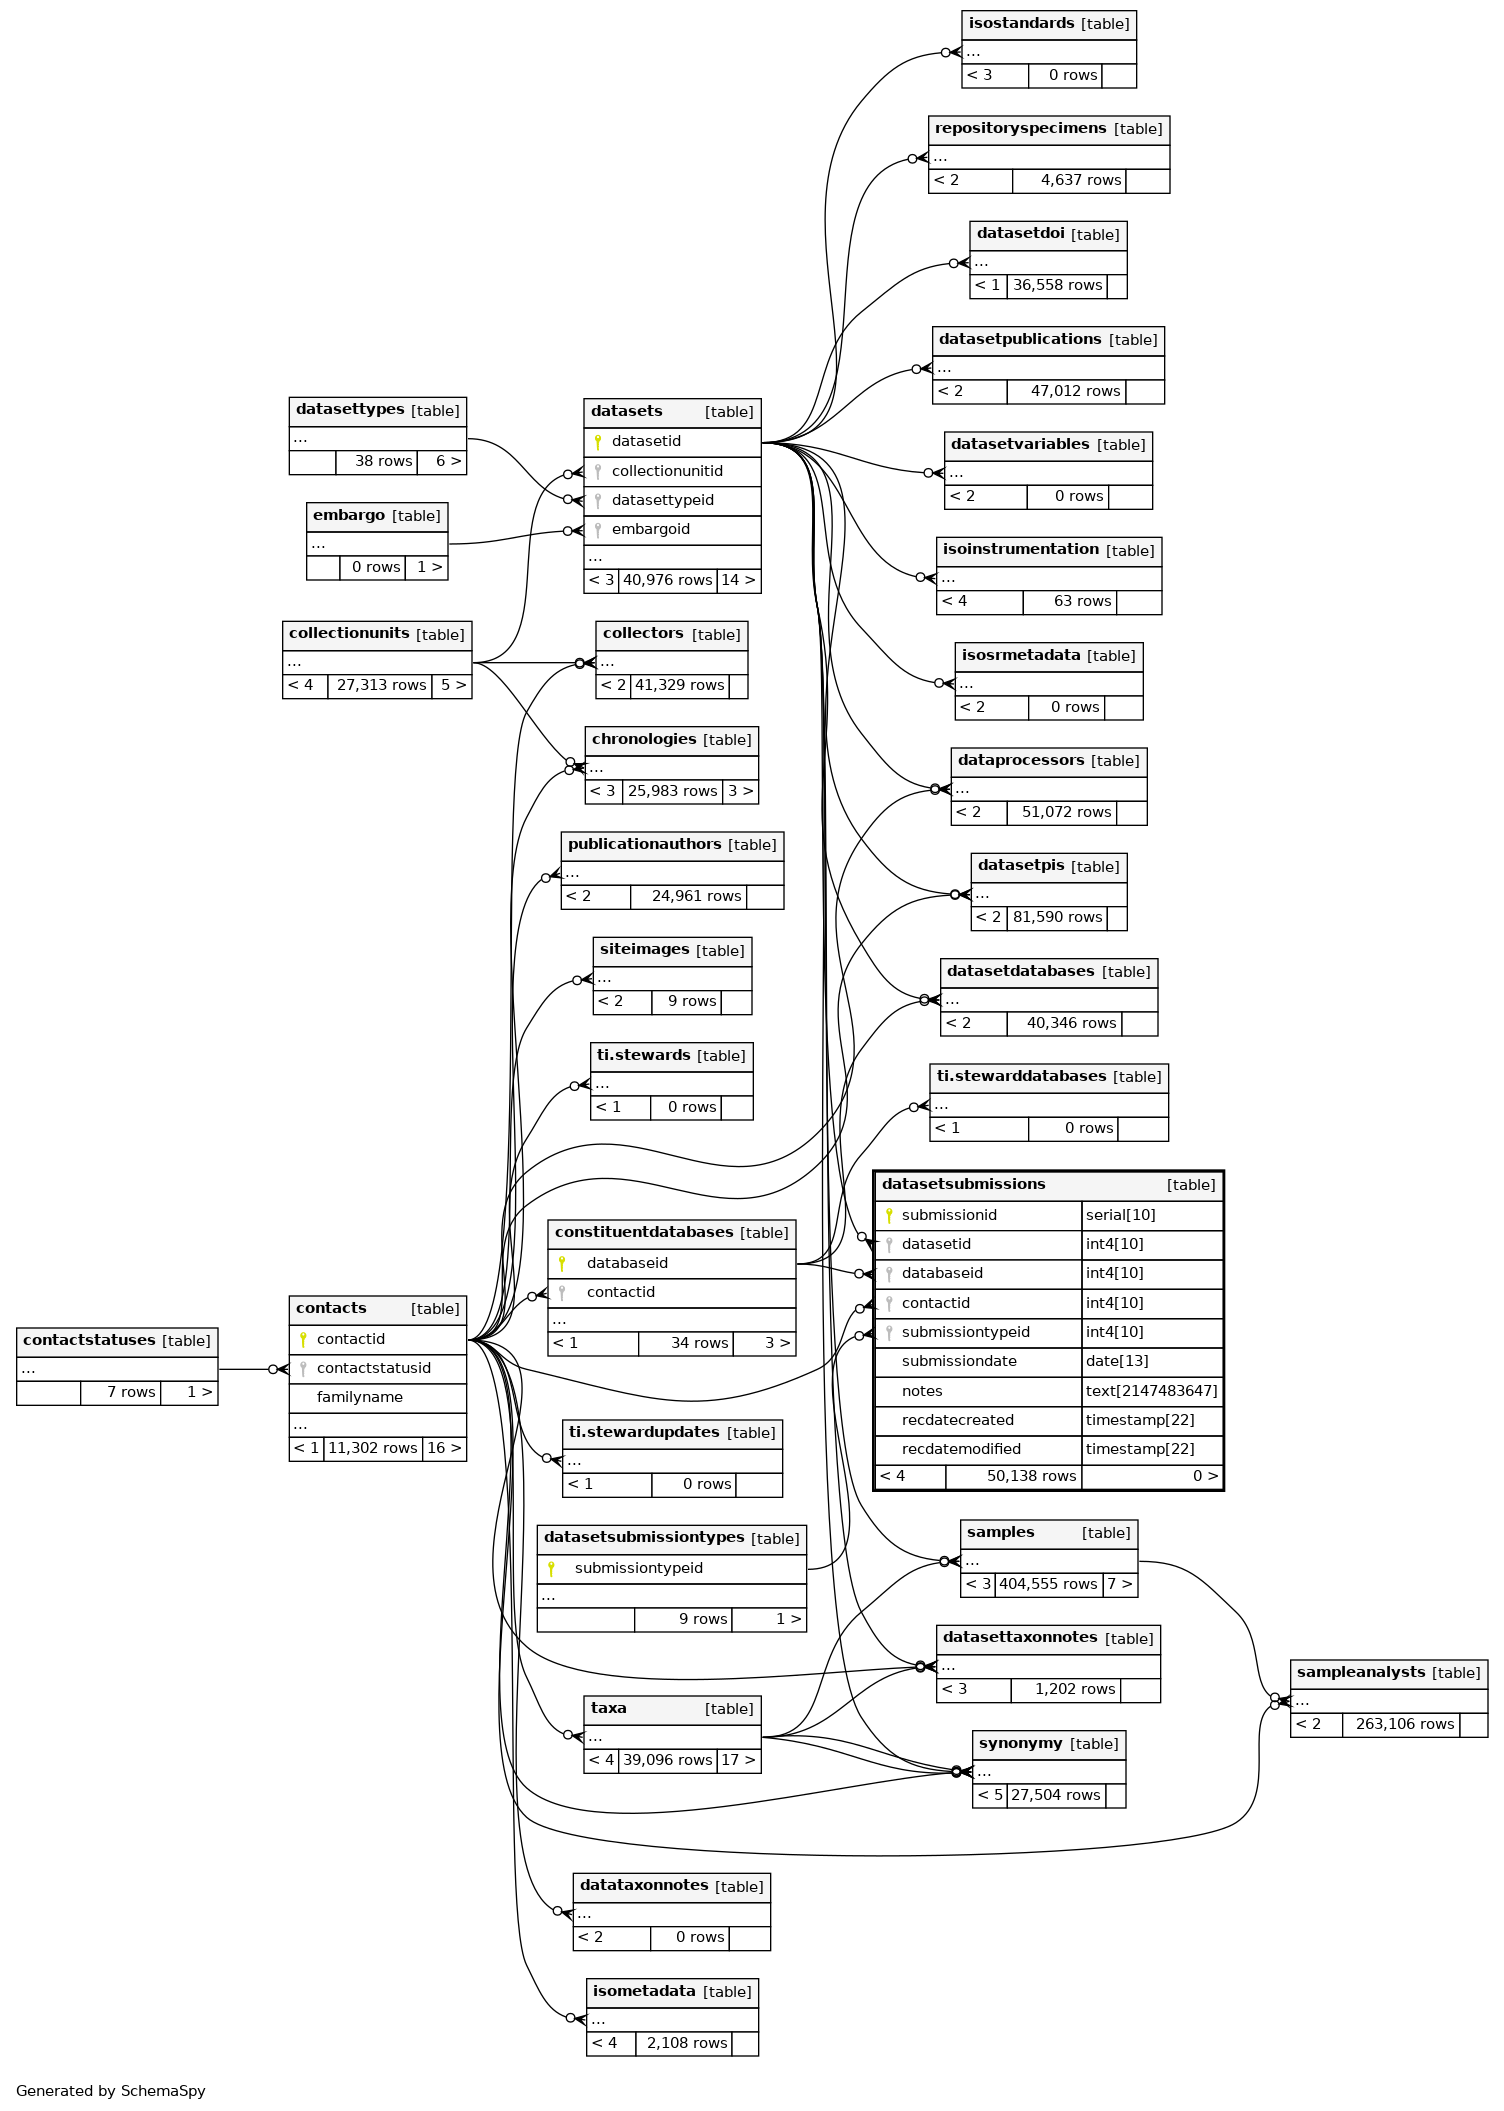 isostandards [table]
...
< 3 0 rows
repositoryspecimens [table]
...
< 2 4,637 rows
datasetdoi [table]
...
< 1 36,558 rows
datasetpublications [table]
...
< 2 47,012 rows
datasettypes [table]
...
38 rows 6 >
datasets [table]
datasetid
collectionunitid
datasettypeid
embargoid
...
< 3 40,976 rows 14 >
datasetvariables [table]
...
< 2 0 rows
embargo [table]
...
0 rows 1 >
isoinstrumentation [table]
...
< 4 63 rows
collectionunits [table]
...
< 4 27,313 rows 5 >
collectors [table]
...
< 2 41,329 rows
isosrmetadata [table]
...
< 2 0 rows
chronologies [table]
...
< 3 25,983 rows 3 >
dataprocessors [table]
...
< 2 51,072 rows
publicationauthors [table]
...
< 2 24,961 rows
datasetpis [table]
...
< 2 81,590 rows
siteimages [table]
...
< 2 9 rows
datasetdatabases [table]
...
< 2 40,346 rows
ti.stewards [table]
...
< 1 0 rows
ti.stewarddatabases [table]
...
< 1 0 rows
datasetsubmissions [table]
submissionid serial[10]
datasetid int4[10]
databaseid int4[10]
contactid int4[10]
submissiontypeid int4[10]
submissiondate date[13]
notes text[2147483647]
recdatecreated timestamp[22]
recdatemodified timestamp[22]
< 4 50,138 rows 0 >
constituentdatabases [table]
databaseid
contactid
...
< 1 34 rows 3 >
contacts [table]
contactid
contactstatusid
familyname
...
< 1 11,302 rows 16 >
contactstatuses [table]
...
7 rows 1 >
ti.stewardupdates [table]
...
< 1 0 rows
datasetsubmissiontypes [table]
submissiontypeid
...
9 rows 1 >
samples [table]
...
< 3 404,555 rows 7 >
datasettaxonnotes [table]
...
< 3 1,202 rows
sampleanalysts [table]
...
< 2 263,106 rows
taxa [table]
...
< 4 39,096 rows 17 >
synonymy [table]
...
< 5 27,504 rows
datataxonnotes [table]
...
< 2 0 rows
isometadata [table]
...
< 4 2,108 rows
Generated by SchemaSpy